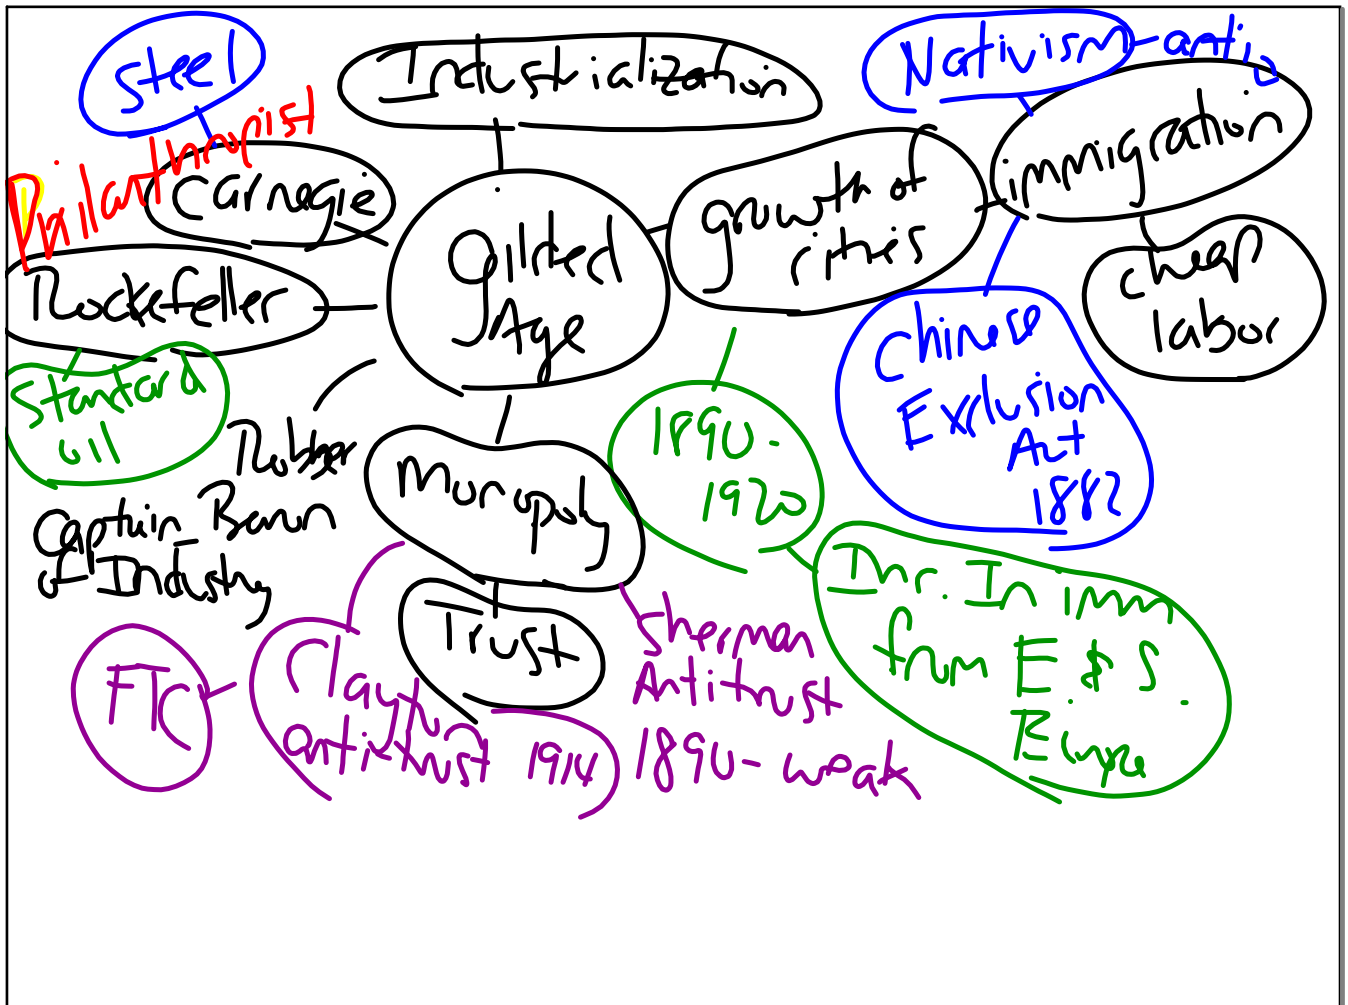 steel
Industrialization
Nativism - anti
immigration
Philanthropist
Carnegie
growth of
cities
Gilded
Age
cheap
labor
Rockefeller
Standard
oil
Chinese
Exclusion
Act
1882
1890-
1920
Robber
Baron
Captain
of Industry
Monopoly
Trust
Inc. In imm
from E. & S.
Europe
Sherman
Antitrust
1890- weak
FTC
Clayton
antitrust 1914